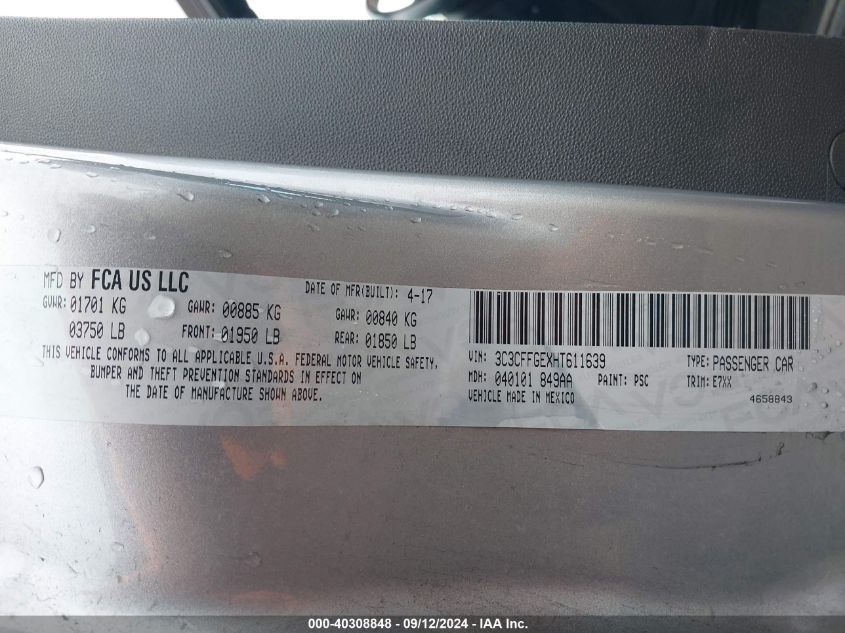 MFD BY FCA US LLC
DATE OF MFR(BUILT): 4-17
GVWR: 01701 KG GAWR: 00885 KG GAWR: 00840 KG
03750 LB FRONT: 01950 LB REAR: 01850 LB
THIS VEHICLE CONFORMS TO ALL APPLICABLE U.S.A. FEDERAL MOTOR VEHICLE SAFETY,
BUMPER AND THEFT PREVENTION STANDARDS IN EFFECT ON
THE DATE OF MANUFACTURE SHOWN ABOVE.
VIN: 3C3CFFGEXHT611639 TYPE: PASSENGER CAR
MDH: 040101 849AA PAINT: PSC TRIM: E7XX
VEHICLE MADE IN MEXICO 4658843
000-40308848 - 09/12/2024 - IAA Inc.